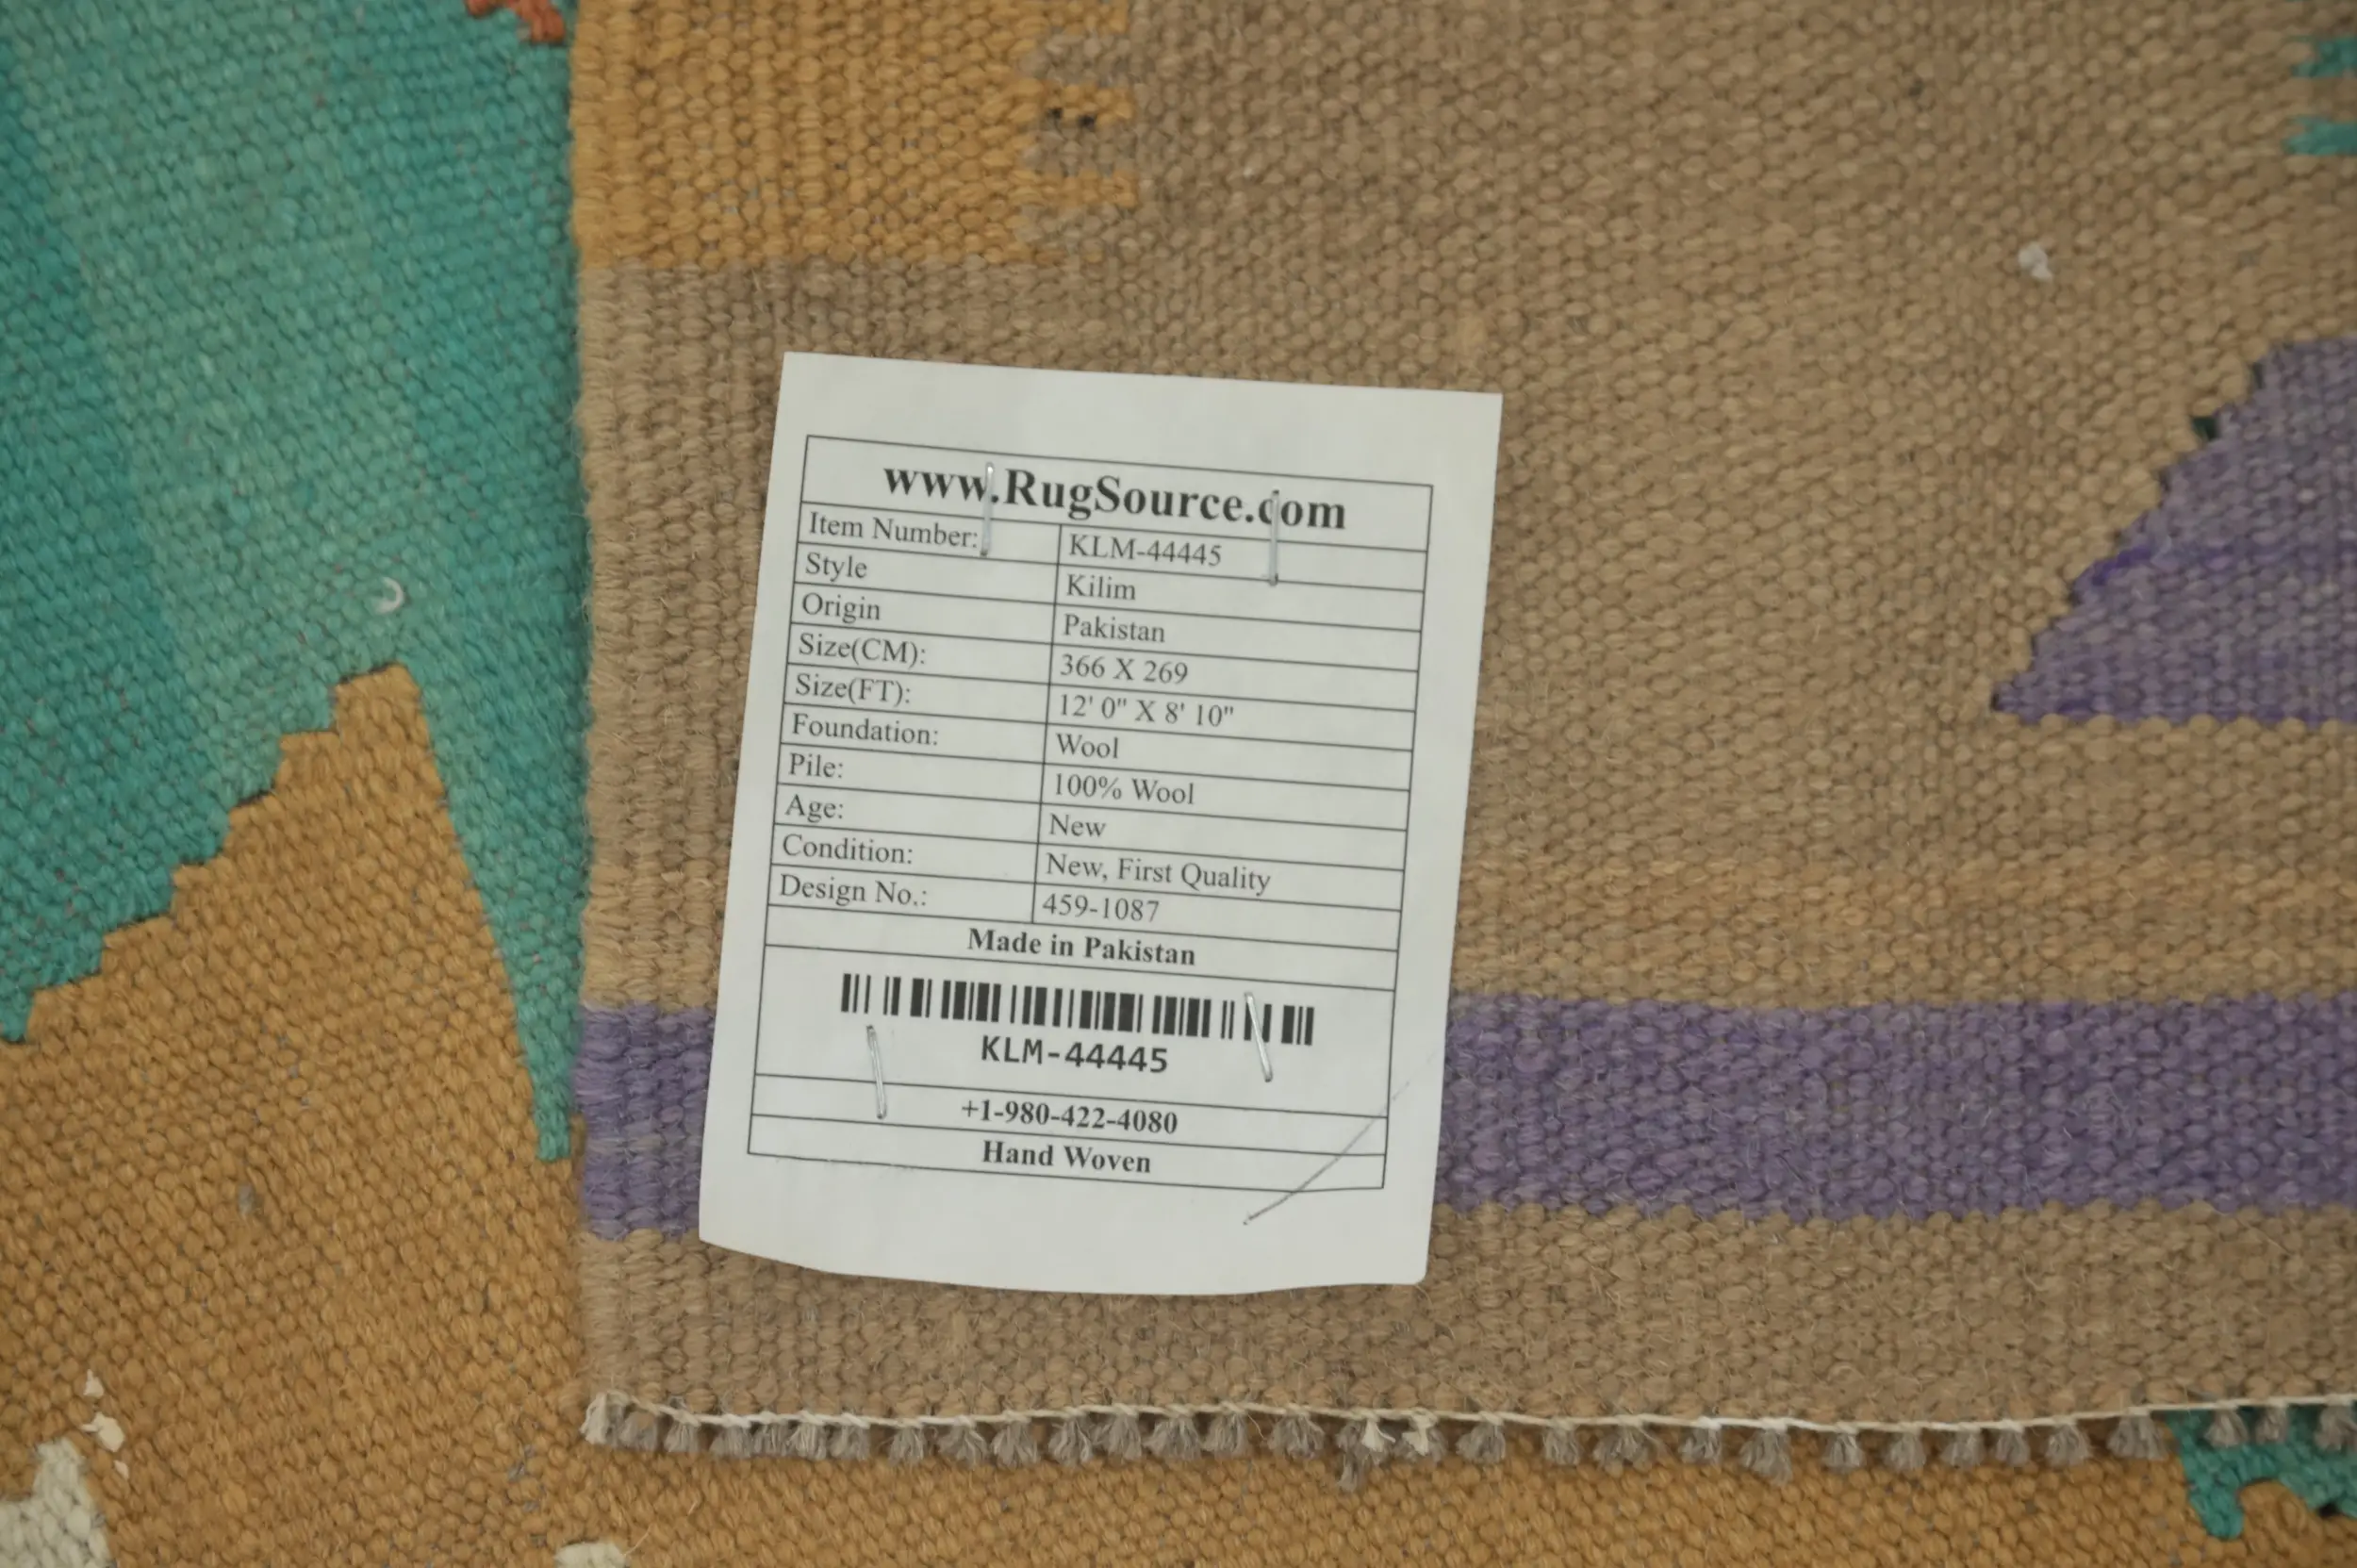 www.RugSource.com
Item Number: KLM-44445
Style Kilim
Origin Pakistan
Size(CM): 366 X 269
Size(FT): 12' 0" X 8' 10"
Foundation: Wool
Pile: 100% Wool
Age: New
Condition: New, First Quality
Design No.: 459-1087
Made in Pakistan
KLM-44445
+1-980-422-4080
Hand Woven